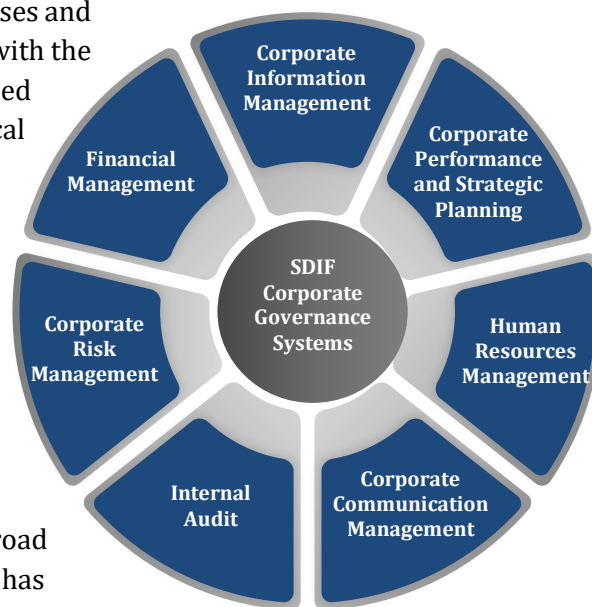 ses and
with the
ed
cal
road
has
Corporate
Information
Management
Corporate
Performance
and Strategic
Planning
Human
Resources
Management
Corporate
Communication
Management
Internal
Audit
Corporate
Risk
Management
Financial
Management
SDIF
Corporate
Governance
Systems